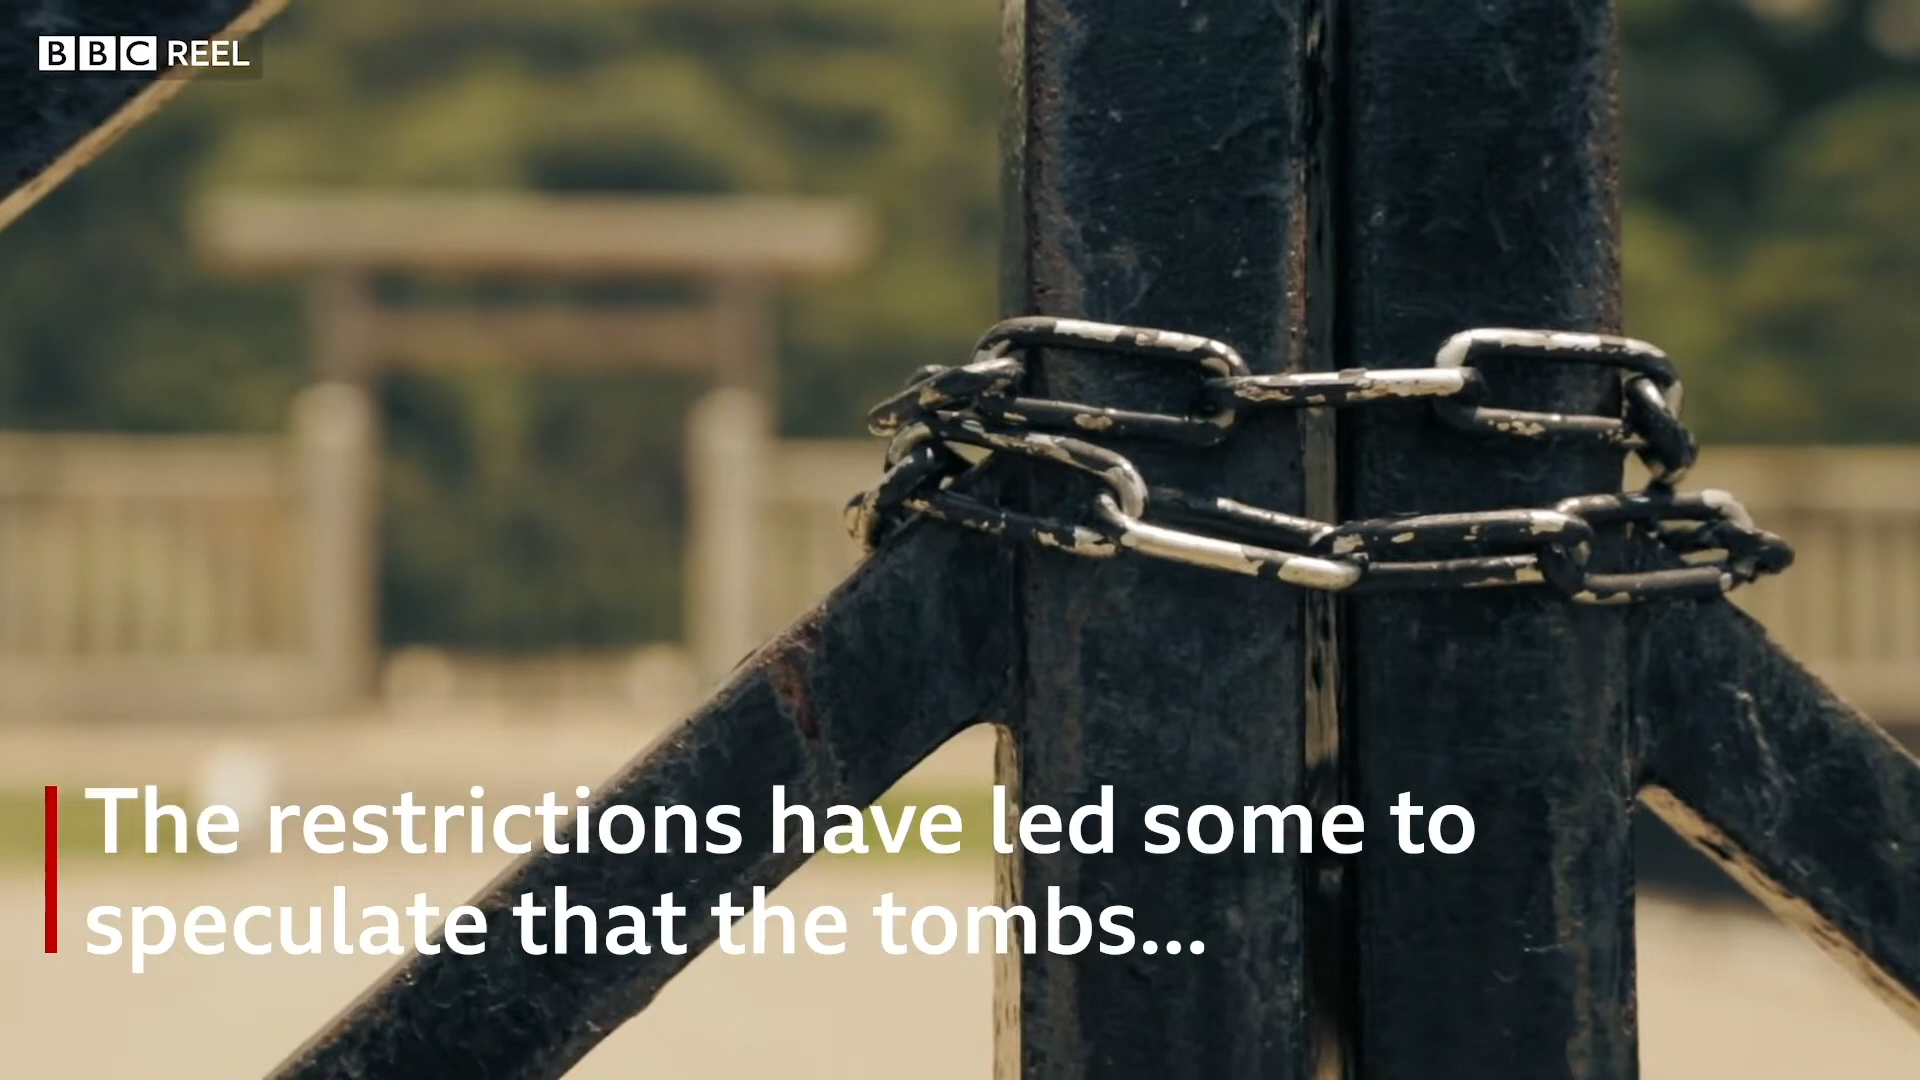 BBC REEL
The restrictions have led some to
speculate that the tombs...